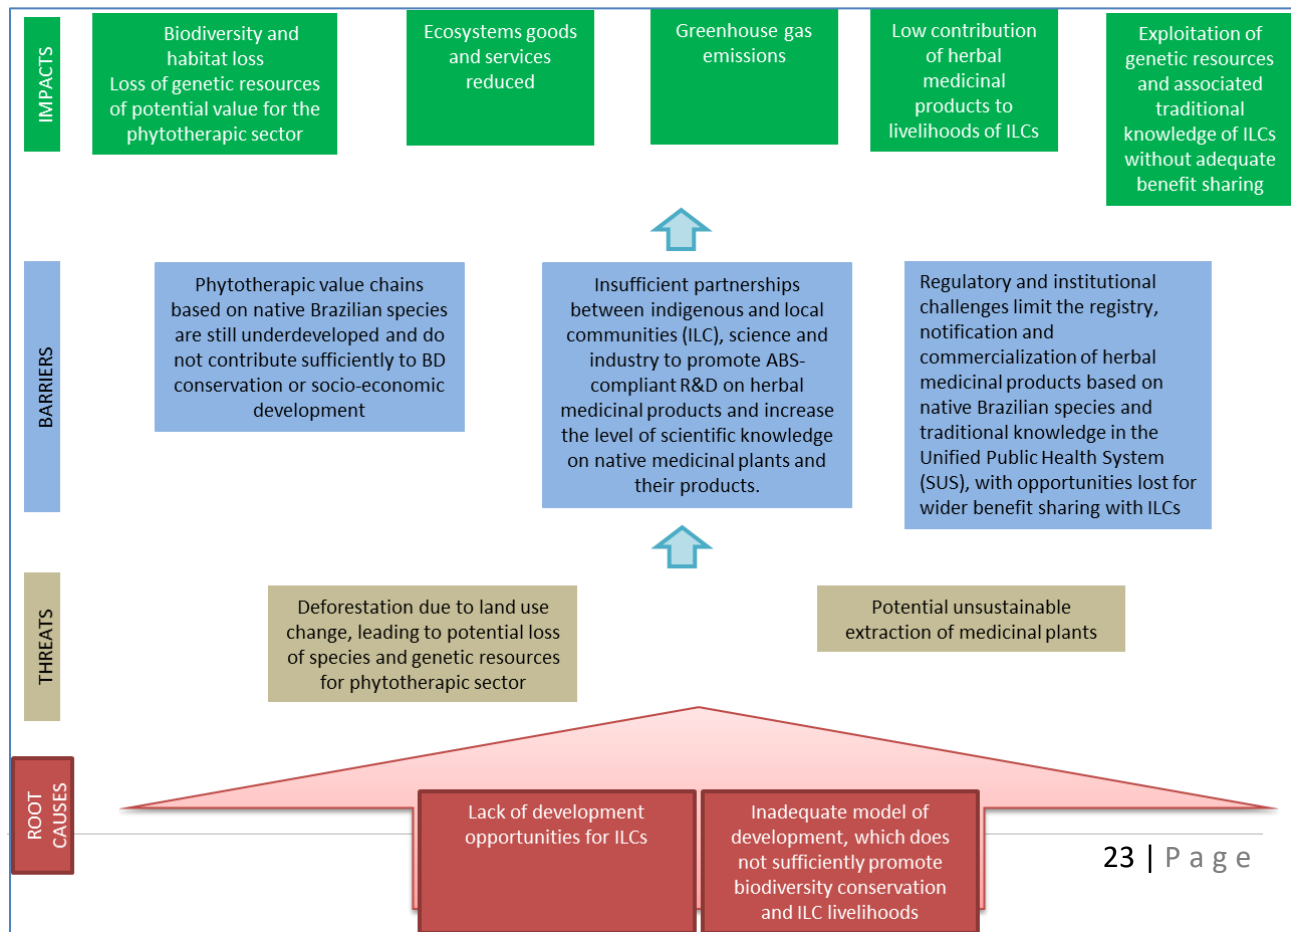 IMPACTS
Biodiversity and
habitat loss
Loss of genetic resources
of potential value for the
phytotherapic sector
Ecosystems goods
and services
reduced
Greenhouse gas
emissions
Low contribution
of herbal
medicinal
products to
livelihoods of ILCs
Exploitation of
genetic resources
and associated
traditional
knowledge of ILCs
without adequate
benefit sharing
BARRIERS
Phytotherapic value chains
based on native Brazilian species
are still underdeveloped and do
not contribute sufficiently to BD
conservation or socio-economic
development
Insufficient partnerships
between indigenous and local
communities (ILC), science and
industry to promote ABS-
compliant R&D on herbal
medicinal products and increase
the level of scientific knowledge
on native medicinal plants and
their products.
Regulatory and institutional
challenges limit the registry,
notification and
commercialization of herbal
medicinal products based on
native Brazilian species and
traditional knowledge in the
Unified Public Health System
(SUS), with opportunities lost for
wider benefit sharing with ILCs
THREATS
Deforestation due to land use
change, leading to potential loss
of species and genetic resources
for phytotherapic sector
Potential unsustainable
extraction of medicinal plants
ROOT
CAUSES
Lack of development
opportunities for ILCs
Inadequate model of
development, which does
not sufficiently promote
biodiversity conservation
and ILC livelihoods
23 | Page